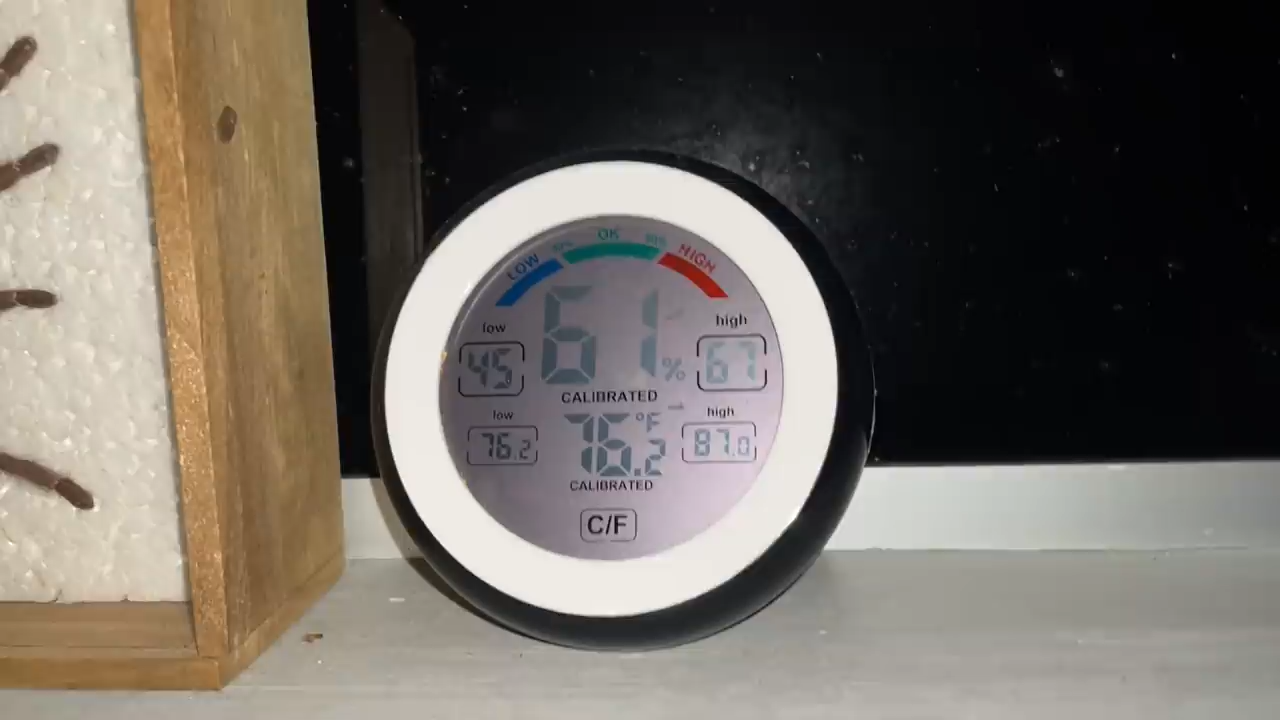 LOW OK HIGH
low high
45 61% 67
CALIBRATED
low high
76.2 76.2°F 87.0
CALIBRATED
C/F